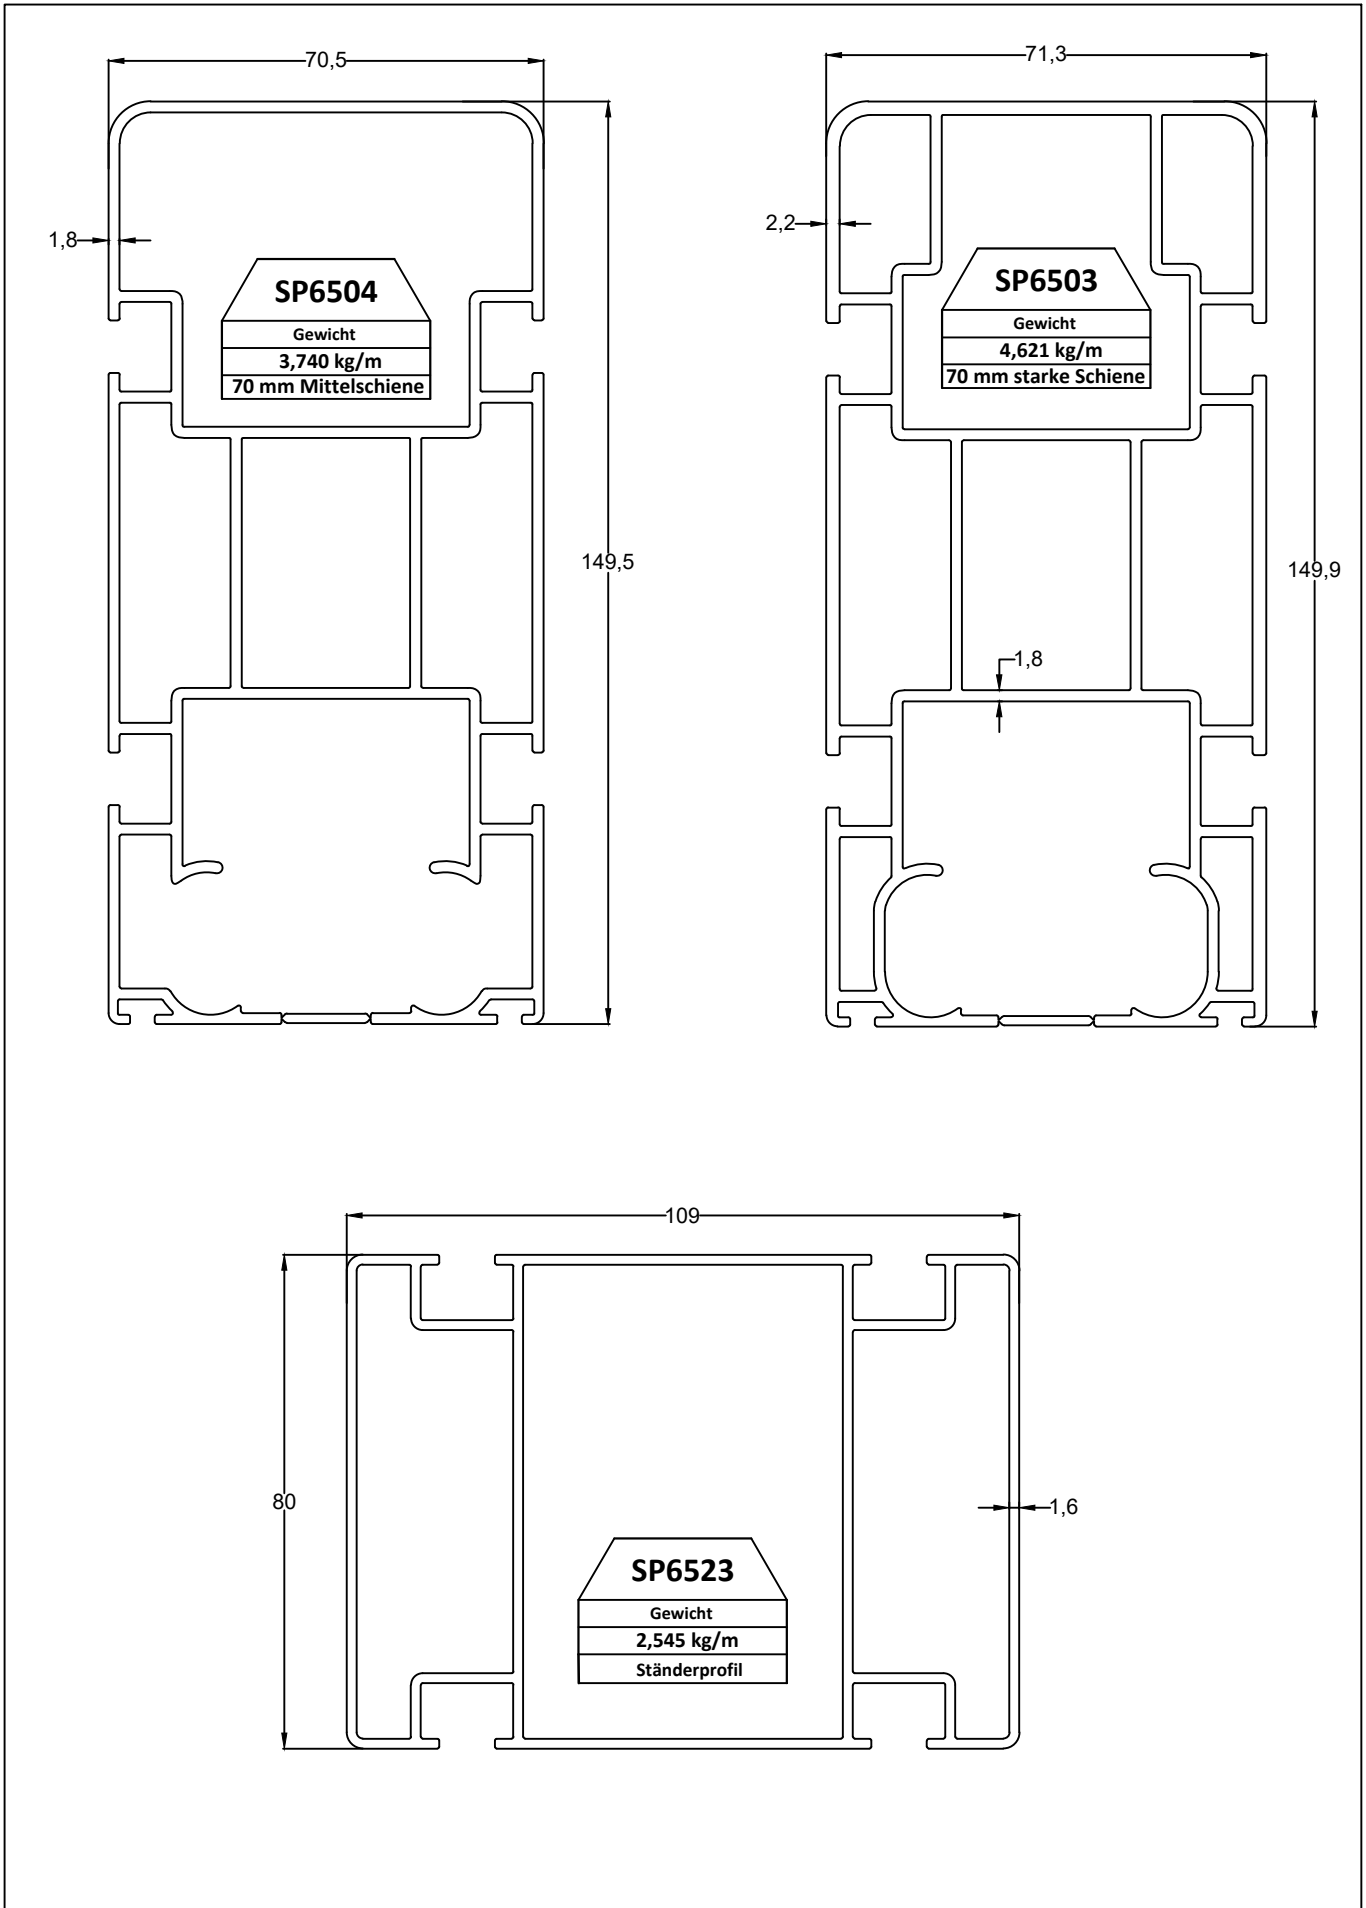 70,5
71,3
1,8
2,2
SP6504
Gewicht
3,740 kg/m
70 mm Mittelschiene
SP6503
Gewicht
4,621 kg/m
70 mm starke Schiene
149,5
149,9
1,8
109
80
1,6
SP6523
Gewicht
2,545 kg/m
Ständerprofil